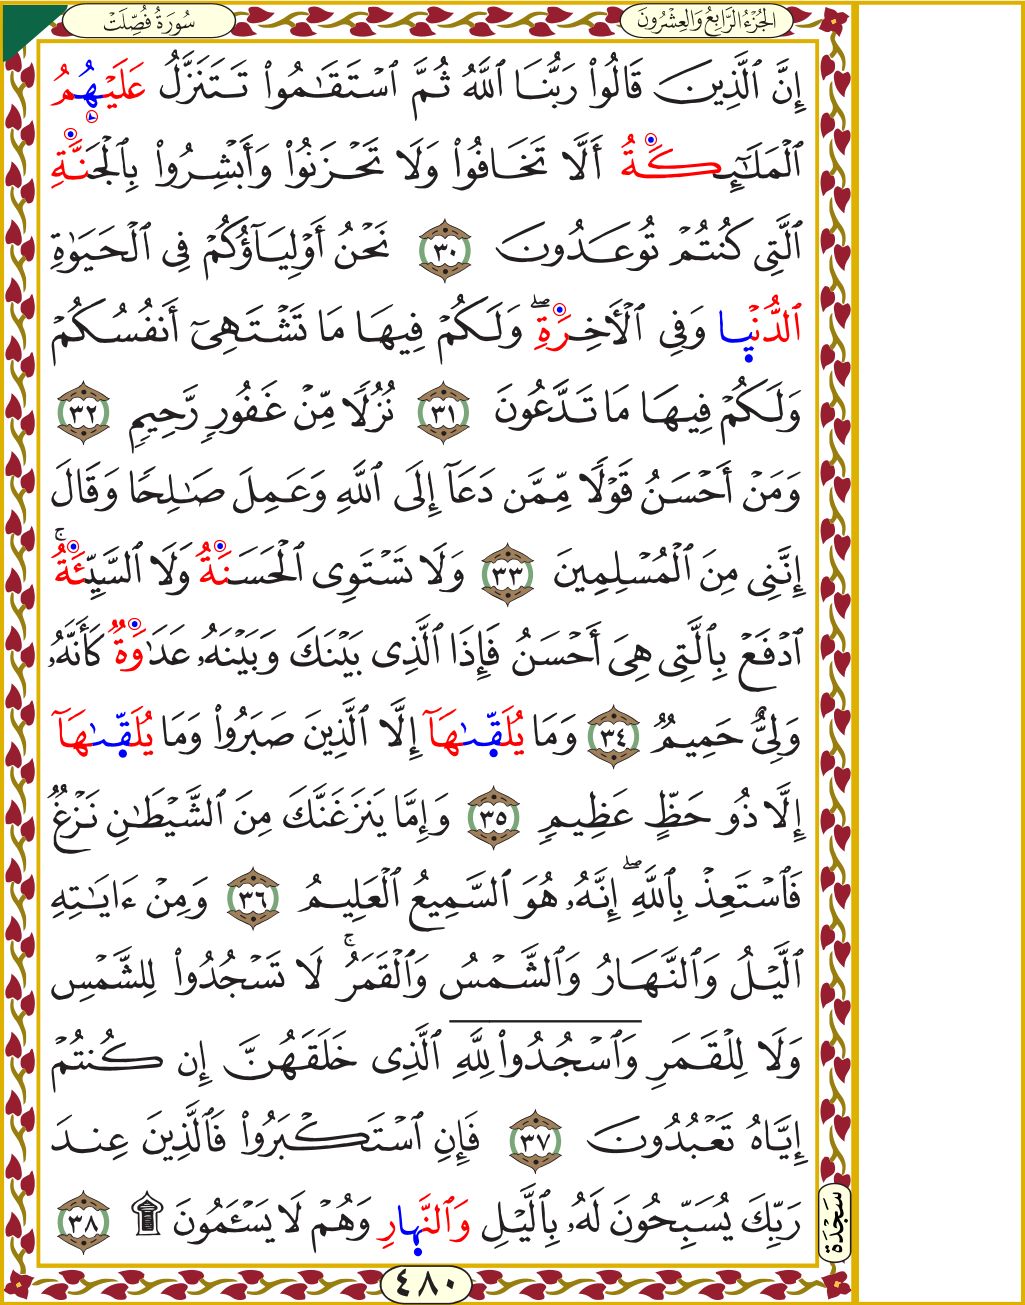 الجُزْءُ الرَّابِعُ وَالعِشْرُونَ
سُورَةُ فُصِّلَتْ
إِنَّ ٱلَّذِينَ قَالُوا۟ رَبُّنَا ٱللَّهُ ثُمَّ ٱسْتَقَـٰمُوا۟ تَتَنَزَّلُ عَلَيْهُمُ
ٱلْمَلَـٰٓئِكَةُ أَلَّا تَخَافُوا۟ وَلَا تَحْزَنُوا۟ وَأَبْشِرُوا۟ بِٱلْجَنَّةِ
ٱلَّتِى كُنتُمْ تُوعَدُونَ ٣٠ نَحْنُ أَوْلِيَآؤُكُمْ فِى ٱلْحَيَوٰةِ
ٱلدُّنْيَا وَفِى ٱلْأَخِرَةِ ۖ وَلَكُمْ فِيهَا مَا تَشْتَهِىٓ أَنفُسُكُمْ
وَلَكُمْ فِيهَا مَا تَدَّعُونَ ٣١ نُزُلًا مِّنْ غَفُورٍ رَّحِيمٍ ٣٢
وَمَنْ أَحْسَنُ قَوْلًا مِّمَّن دَعَآ إِلَى ٱللَّهِ وَعَمِلَ صَـٰلِحًا وَقَالَ
إِنَّنِى مِنَ ٱلْمُسْلِمِينَ ٣٣ وَلَا تَسْتَوِى ٱلْحَسَنَةُ وَلَا ٱلسَّيِّئَةُ ۚ
ٱدْفَعْ بِٱلَّتِى هِىَ أَحْسَنُ فَإِذَا ٱلَّذِى بَيْنَكَ وَبَيْنَهُۥ عَدَٰوَةٌ كَأَنَّهُۥ
وَلِىٌّ حَمِيمٌ ٣٤ وَمَا يُلَقَّىٰهَآ إِلَّا ٱلَّذِينَ صَبَرُوا۟ وَمَا يُلَقَّىٰهَآ
إِلَّا ذُو حَظٍّ عَظِيمٍ ٣٥ وَإِمَّا يَنزَغَنَّكَ مِنَ ٱلشَّيْطَـٰنِ نَزْغٌ
فَٱسْتَعِذْ بِٱللَّهِ ۖ إِنَّهُۥ هُوَ ٱلسَّمِيعُ ٱلْعَلِيمُ ٣٦ وَمِنْ ءَايَـٰتِهِ
ٱلَّيْلُ وَٱلنَّهَارُ وَٱلشَّمْسُ وَٱلْقَمَرُ ۚ لَا تَسْجُدُوا۟ لِلشَّمْسِ
وَلَا لِلْقَمَرِ وَٱسْجُدُوا۟ لِلَّهِ ٱلَّذِى خَلَقَهُنَّ إِن كُنتُمْ
إِيَّاهُ تَعْبُدُونَ ٣٧ فَإِنِ ٱسْتَكْبَرُوا۟ فَٱلَّذِينَ عِندَ
رَبِّكَ يُسَبِّحُونَ لَهُۥ بِٱلَّيْلِ وَٱلنَّهَارِ وَهُمْ لَا يَسْـَٔمُونَ ۩ ٣٨
سَجْدَة
٤٨٠